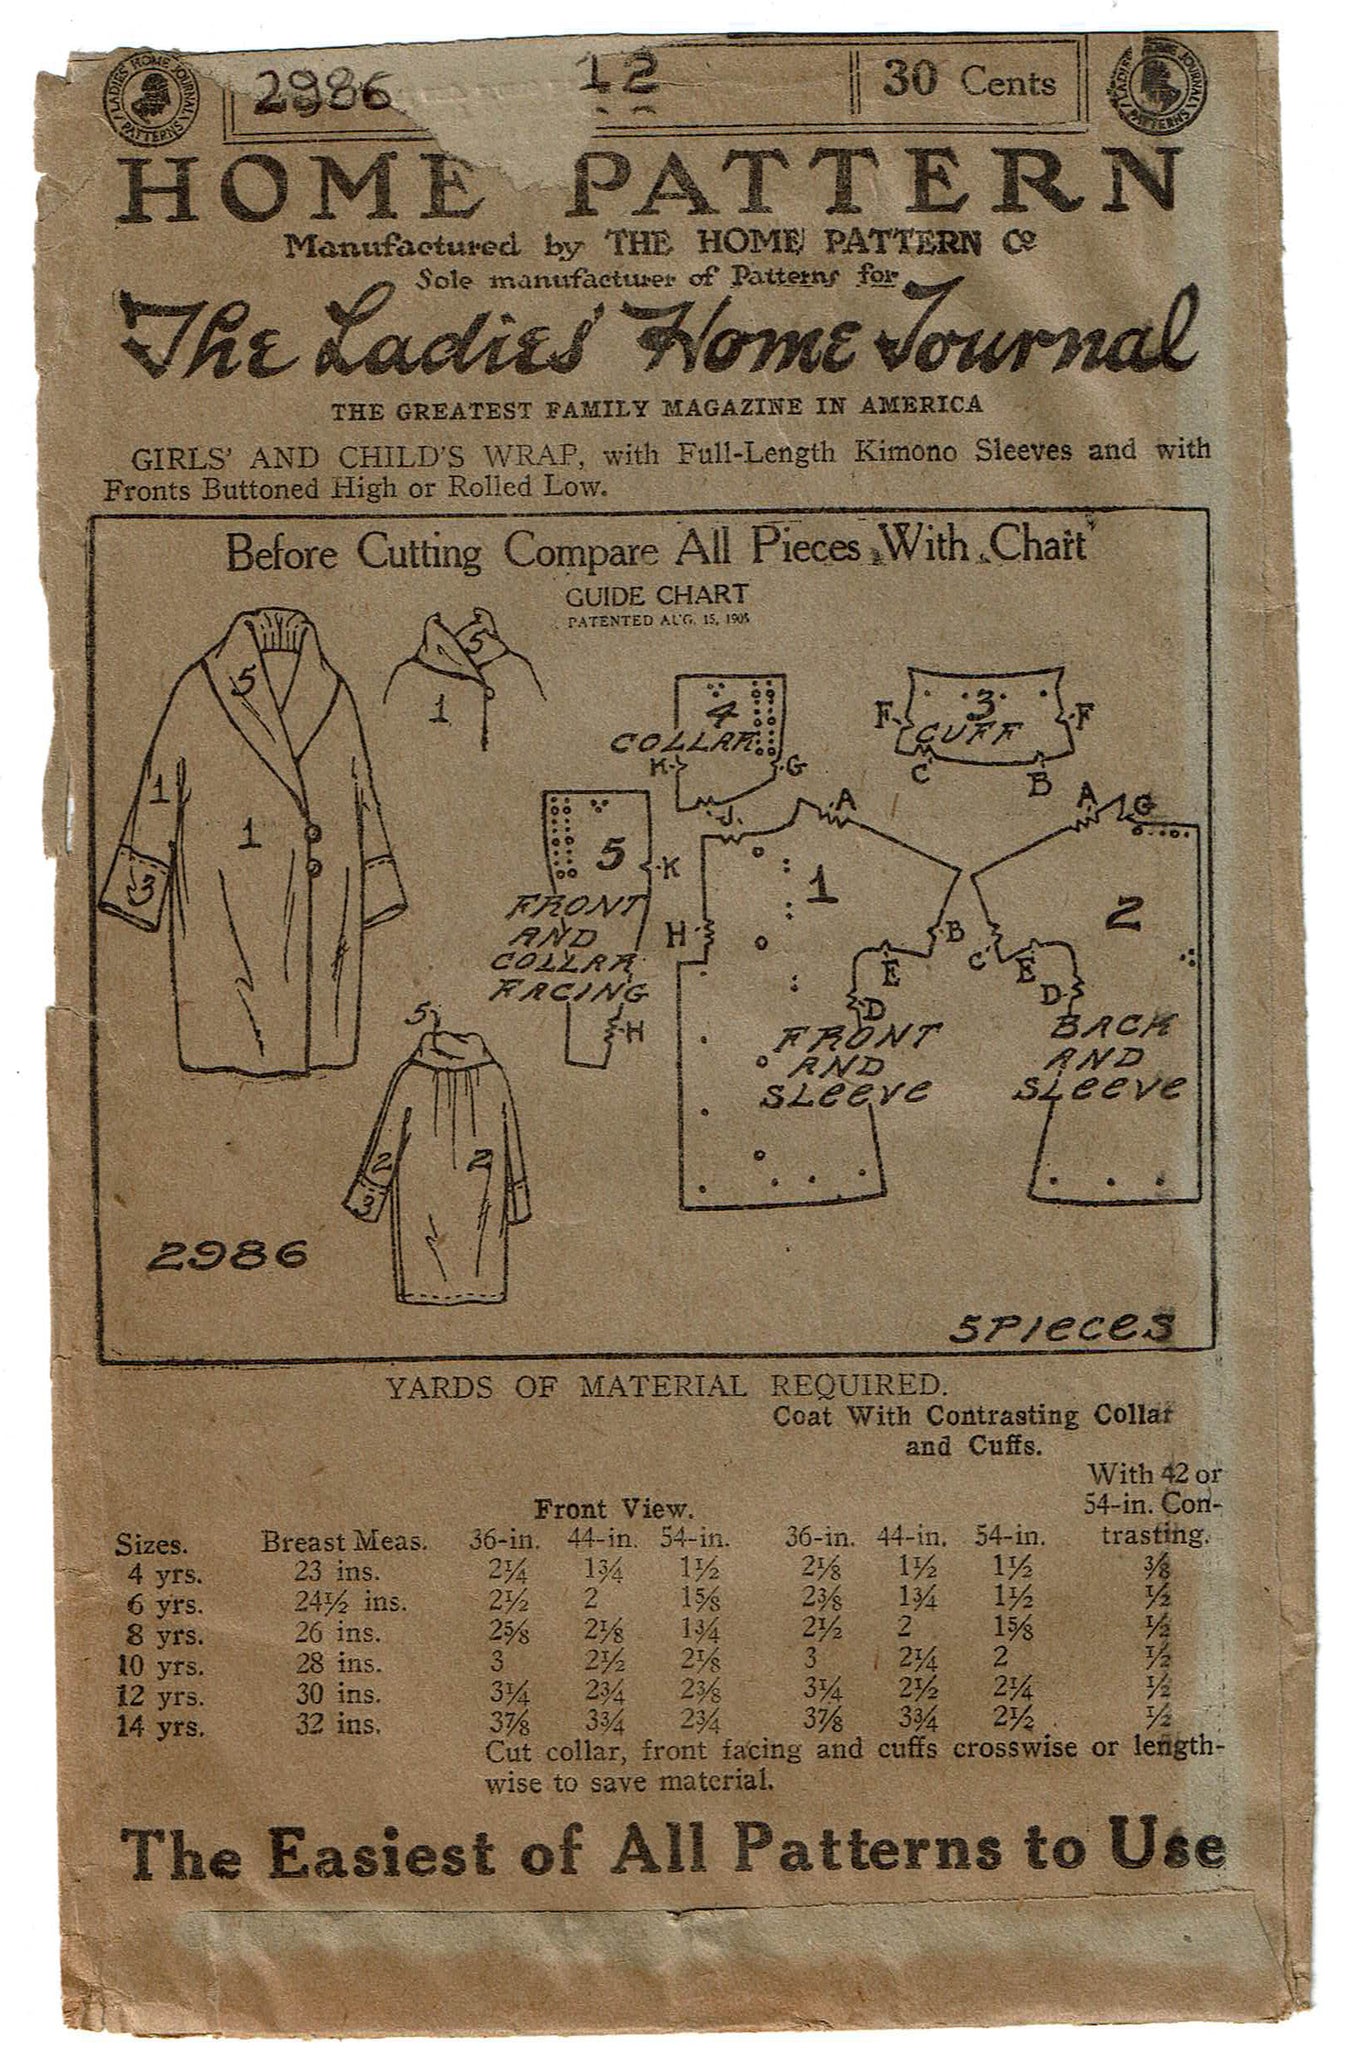 LADIES' HOME JOURNAL PATTERNS
2986
12
30 Cents
LADIES' HOME JOURNAL PATTERNS
HOME PATTERN
Manufactured by THE HOME PATTERN Co
Sole manufacturer of Patterns for
The Ladies' Home Journal
THE GREATEST FAMILY MAGAZINE IN AMERICA
GIRLS' AND CHILD'S WRAP, with Full-Length Kimono Sleeves and with
Fronts Buttoned High or Rolled Low.
Before Cutting Compare All Pieces With Chart
GUIDE CHART
PATENTED AUG. 15, 1905
5
1
1
3
5
1
4
COLLAR
K
G
J
3
CUFF
F
F
C
B
5
K
FRONT
AND
COLLAR
FACING
H
1
A
H
B
E
D
FRONT
AND
SLEEVE
A
G
2
C
E
D
BACK
AND
SLEEVE
5
2
2
3
2986
5 PIECES
YARDS OF MATERIAL REQUIRED.
Coat With Contrasting Collar
and Cuffs.
With 42 or
Front View. 54-in. Con-
Sizes. Breast Meas. 36-in. 44-in. 54-in. 36-in. 44-in. 54-in. trasting.
4 yrs. 23 ins. 2¼ 1¾ 1½ 2⅛ 1½ 1½ ⅜
6 yrs. 24½ ins. 2½ 2 1⅝ 2⅜ 1¾ 1½ ½
8 yrs. 26 ins. 2⅝ 2⅛ 1¾ 2½ 2 1⅝ ½
10 yrs. 28 ins. 3 2½ 2⅛ 3 2¼ 2 ½
12 yrs. 30 ins. 3¼ 2¾ 2⅜ 3¼ 2½ 2¼ ½
14 yrs. 32 ins. 3⅞ 3¾ 2¾ 3⅞ 3¾ 2½ ½
Cut collar, front facing and cuffs crosswise or length-
wise to save material.
The Easiest of All Patterns to Use